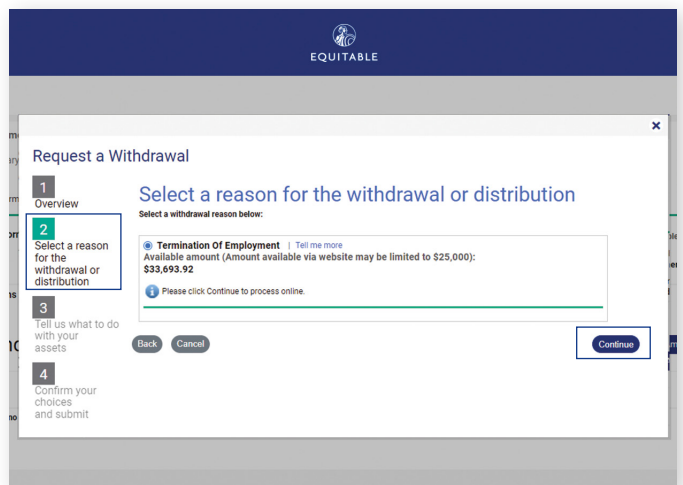 EQUITABLE
Request a Withdrawal
1
Overview
2
Select a reason
for the
withdrawal or
distribution
3
Tell us what to do
with your
assets
4
Confirm your
choices
and submit
Select a reason for the withdrawal or distribution
Select a withdrawal reason below:
Termination Of Employment | Tell me more
Available amount (Amount available via website may be limited to $25,000):
$33,693.92
Please click Continue to process online.
Back Cancel Continue